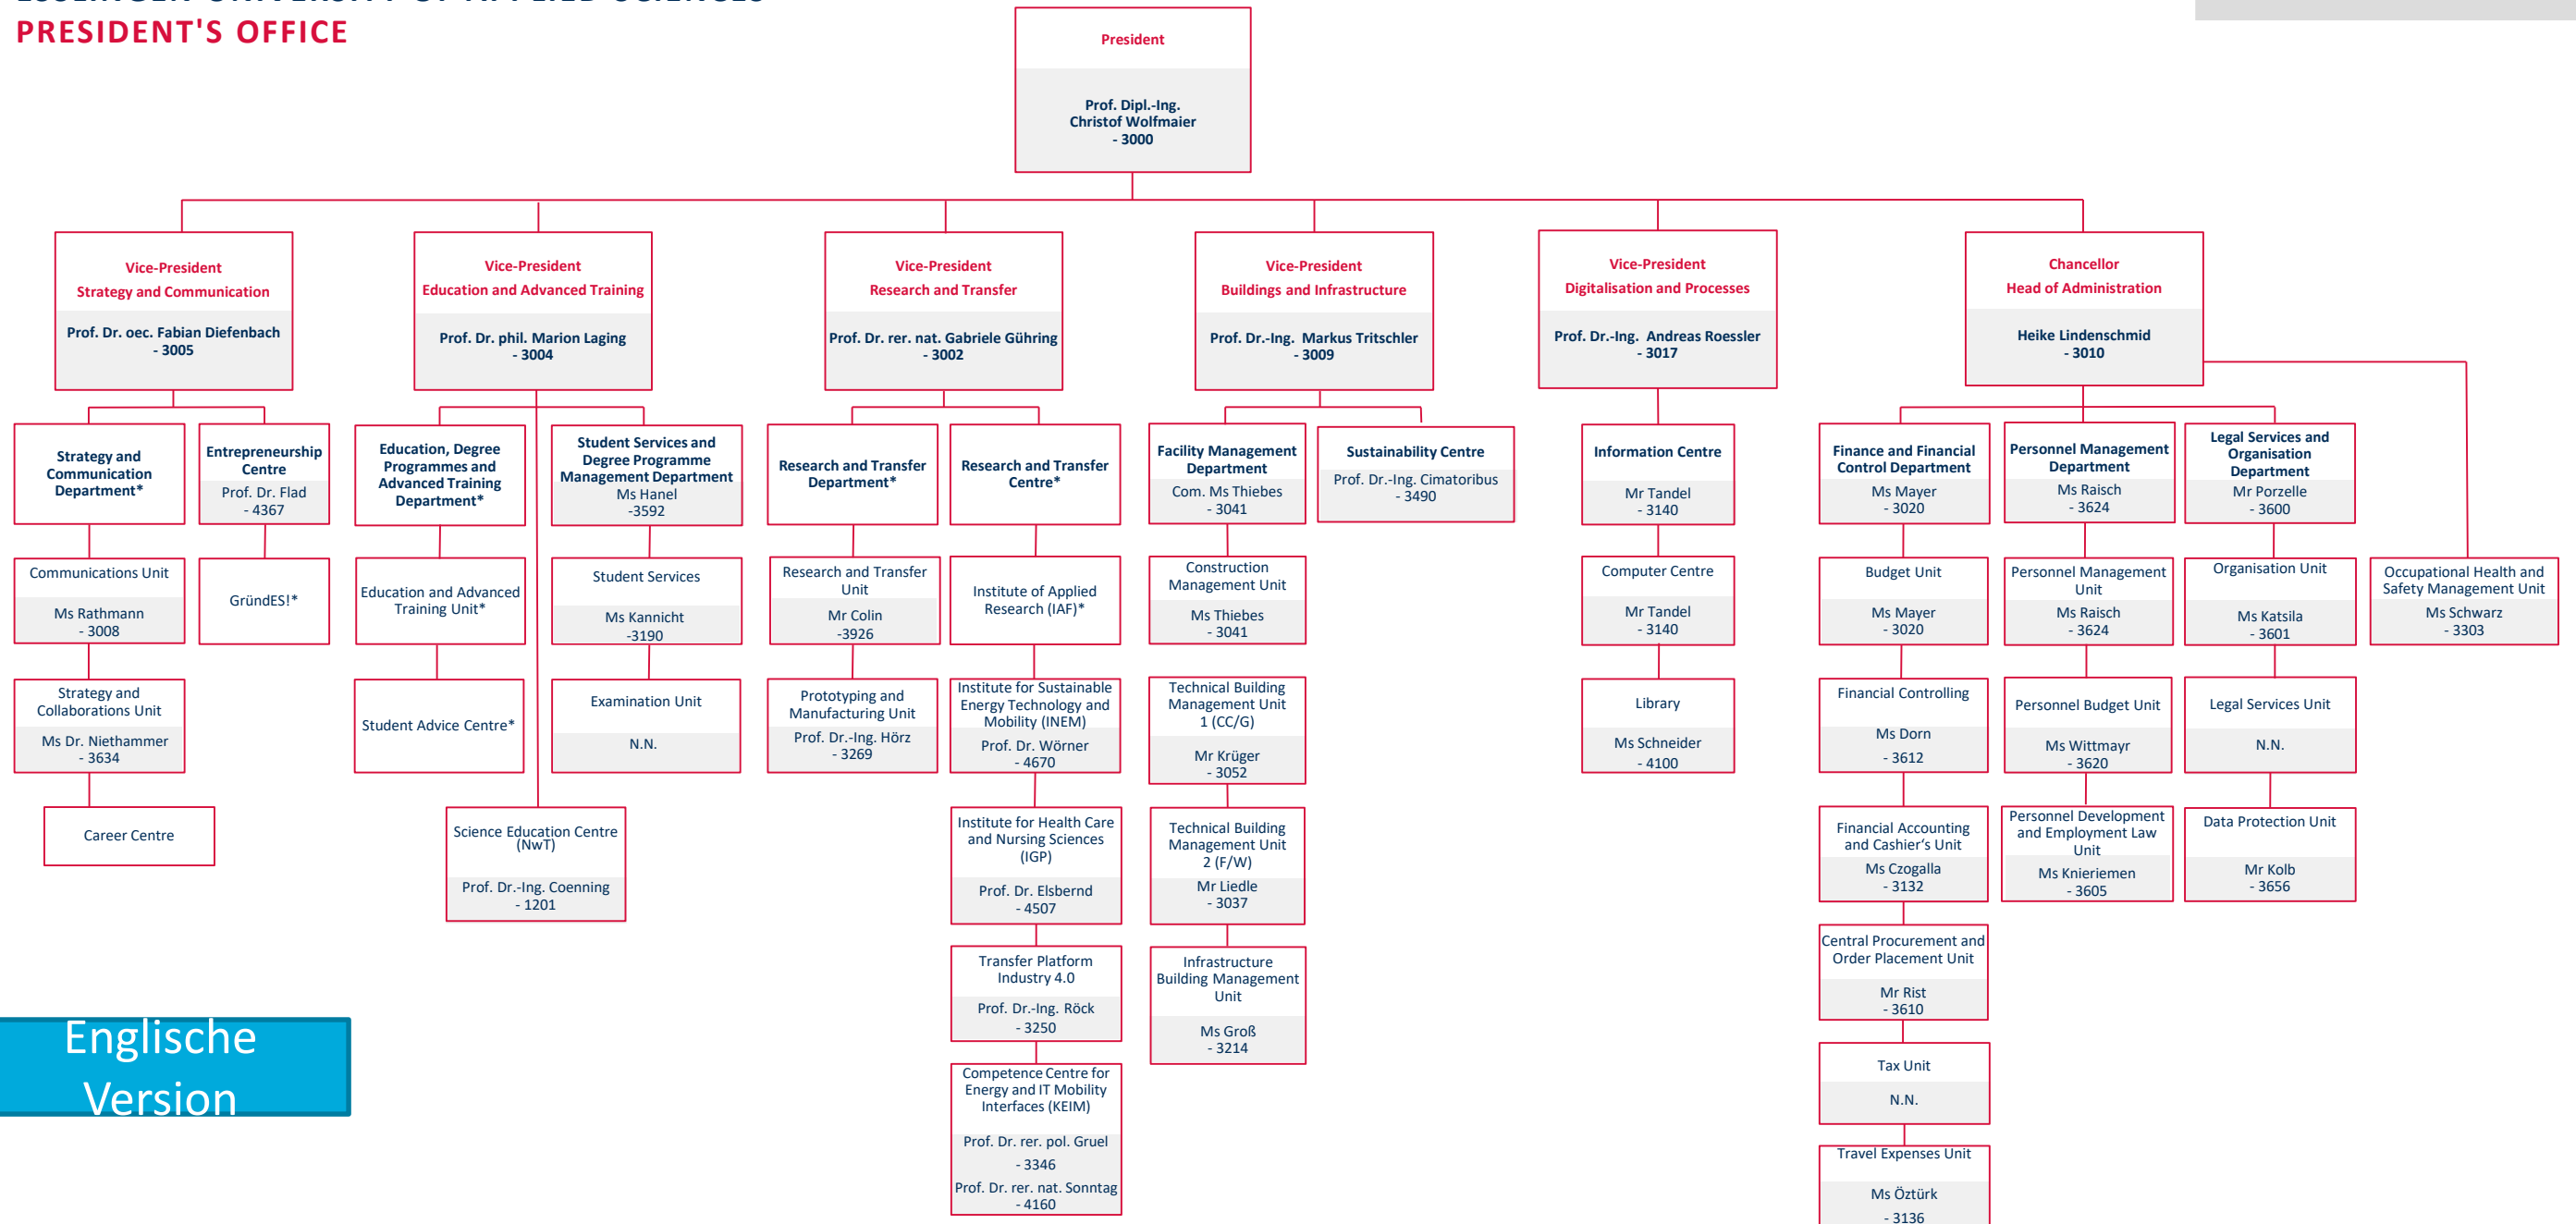 ESSLINGEN UNIVERSITY OF APPLIED SCIENCES
PRESIDENT'S OFFICE
President
Prof. Dipl.-Ing.
Christof Wolfmaier
- 3000
Vice-President
Strategy and Communication
Prof. Dr. oec. Fabian Diefenbach
- 3005
Vice-President
Education and Advanced Training
Prof. Dr. phil. Marion Laging
- 3004
Vice-President
Research and Transfer
Prof. Dr. rer. nat. Gabriele Gühring
- 3002
Vice-President
Buildings and Infrastructure
Prof. Dr.-Ing. Markus Tritschler
- 3009
Vice-President
Digitalisation and Processes
Prof. Dr.-Ing. Andreas Roessler
- 3017
Chancellor
Head of Administration
Heike Lindenschmid
- 3010
Strategy and
Communication
Department*
Entrepreneurship
Centre
Prof. Dr. Flad
- 4367
Education, Degree
Programmes and
Advanced Training
Department*
Student Services and
Degree Programme
Management Department
Ms Hanel
-3592
Research and Transfer
Department*
Research and Transfer
Centre*
Facility Management
Department
Com. Ms Thiebes
- 3041
Sustainability Centre
Prof. Dr.-Ing. Cimatoribus
- 3490
Information Centre
Mr Tandel
- 3140
Finance and Financial
Control Department
Ms Mayer
- 3020
Personnel Management
Department
Ms Raisch
- 3624
Legal Services and
Organisation
Department
Mr Porzelle
- 3600
Communications Unit
Ms Rathmann
- 3008
GründES!*
Education and Advanced
Training Unit*
Student Services
Ms Kannicht
-3190
Research and Transfer
Unit
Mr Colin
-3926
Institute of Applied
Research (IAF)*
Construction
Management Unit
Ms Thiebes
- 3041
Computer Centre
Mr Tandel
- 3140
Budget Unit
Ms Mayer
- 3020
Personnel Management
Unit
Ms Raisch
- 3624
Organisation Unit
Ms Katsila
- 3601
Occupational Health and
Safety Management Unit
Ms Schwarz
- 3303
Strategy and
Collaborations Unit
Ms Dr. Niethammer
- 3634
Student Advice Centre*
Examination Unit
N.N.
Prototyping and
Manufacturing Unit
Prof. Dr.-Ing. Hörz
- 3269
Institute for Sustainable
Energy Technology and
Mobility (INEM)
Prof. Dr. Wörner
- 4670
Technical Building
Management Unit
1 (CC/G)
Mr Krüger
- 3052
Library
Ms Schneider
- 4100
Financial Controlling
Ms Dorn
- 3612
Personnel Budget Unit
Ms Wittmayr
- 3620
Legal Services Unit
N.N.
Career Centre
Science Education Centre
(NwT)
Prof. Dr.-Ing. Coenning
- 1201
Institute for Health Care
and Nursing Sciences
(IGP)
Prof. Dr. Elsbernd
- 4507
Technical Building
Management Unit
2 (F/W)
Mr Liedle
- 3037
Financial Accounting
and Cashier's Unit
Ms Czogalla
- 3132
Personnel Development
and Employment Law
Unit
Ms Knieriemen
- 3605
Data Protection Unit
Mr Kolb
- 3656
Transfer Platform
Industry 4.0
Prof. Dr.-Ing. Röck
- 3250
Infrastructure
Building Management
Unit
Ms Groß
- 3214
Central Procurement and
Order Placement Unit
Mr Rist
- 3610
Englische
Version
Competence Centre for
Energy and IT Mobility
Interfaces (KEIM)
Prof. Dr. rer. pol. Gruel
- 3346
Prof. Dr. rer. nat. Sonntag
- 4160
Tax Unit
N.N.
Travel Expenses Unit
Ms Öztürk
- 3136